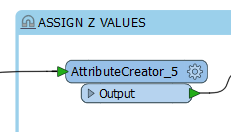 ASSIGN Z VALUES
AttributeCreator_5
Output